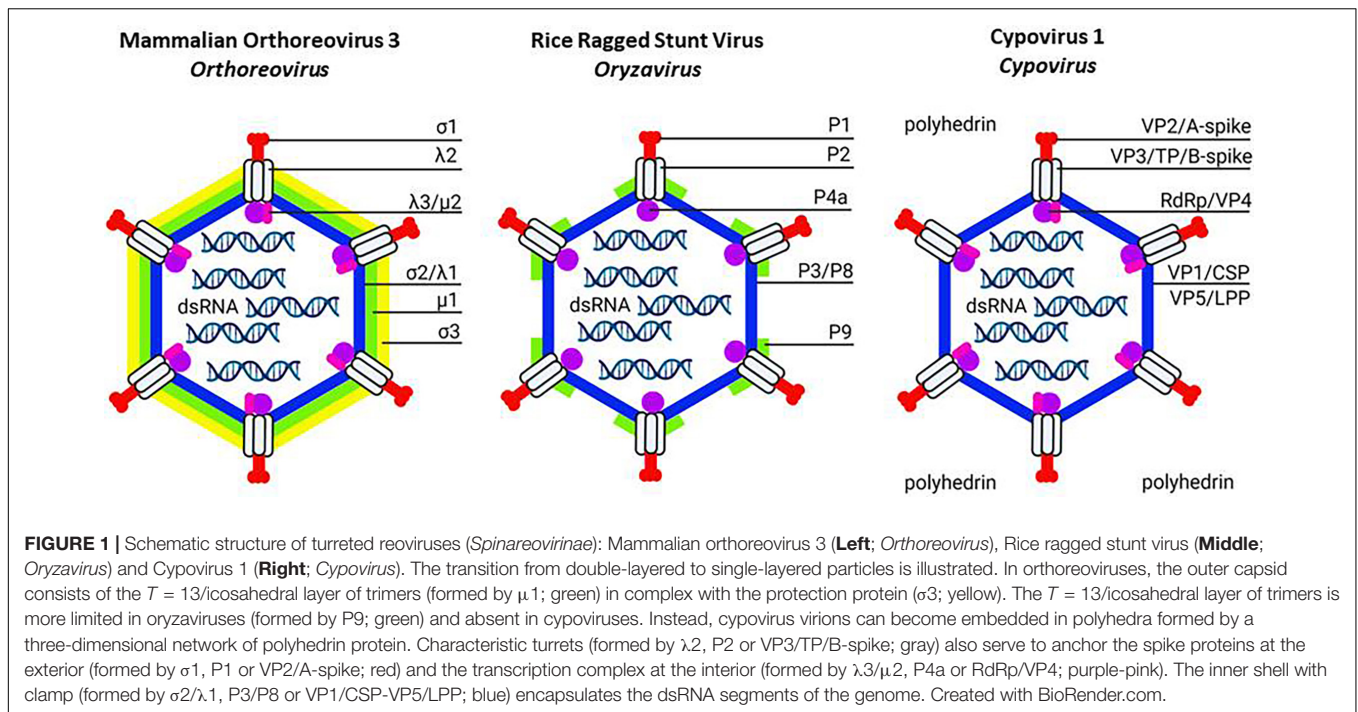 Mammalian Orthoreovirus 3
Orthoreovirus
σ1
λ2
λ3/μ2
σ2/λ1
μ1
σ3
dsRNA
Rice Ragged Stunt Virus
Oryzavirus
P1
P2
P4a
P3/P8
P9
dsRNA
Cypovirus 1
Cypovirus
polyhedrin
VP2/A-spike
VP3/TP/B-spike
RdRp/VP4
VP1/CSP
VP5/LPP
dsRNA
polyhedrin
polyhedrin
FIGURE 1 | Schematic structure of turreted reoviruses (Spinareovirinae): Mammalian orthoreovirus 3 (Left; Orthoreovirus), Rice ragged stunt virus (Middle;
Oryzavirus) and Cypovirus 1 (Right; Cypovirus). The transition from double-layered to single-layered particles is illustrated. In orthoreoviruses, the outer capsid
consists of the T = 13/icosahedral layer of trimers (formed by μ1; green) in complex with the protection protein (σ3; yellow). The T = 13/icosahedral layer of trimers is
more limited in oryzaviruses (formed by P9; green) and absent in cypoviruses. Instead, cypovirus virions can become embedded in polyhedra formed by a
three-dimensional network of polyhedrin protein. Characteristic turrets (formed by λ2, P2 or VP3/TP/B-spike; gray) also serve to anchor the spike proteins at the
exterior (formed by σ1, P1 or VP2/A-spike; red) and the transcription complex at the interior (formed by λ3/μ2, P4a or RdRp/VP4; purple-pink). The inner shell with
clamp (formed by σ2/λ1, P3/P8 or VP1/CSP-VP5/LPP; blue) encapsulates the dsRNA segments of the genome. Created with BioRender.com.